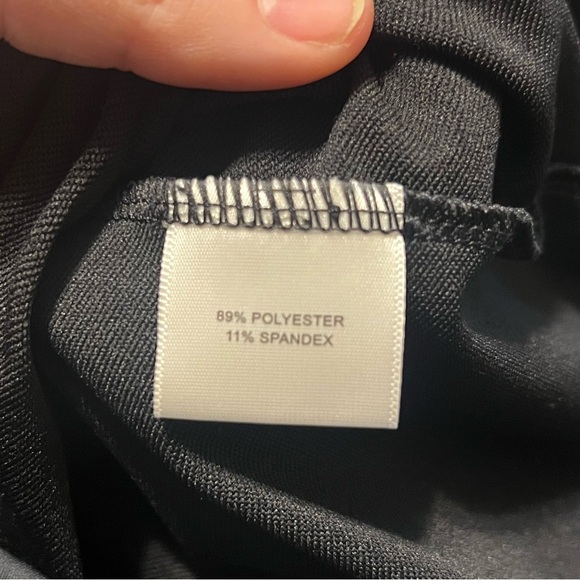 89% POLYESTER
11% SPANDEX